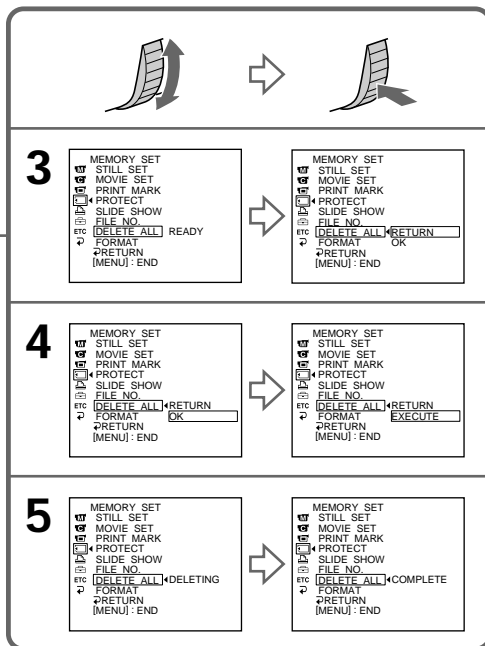 3
MEMORY SET
STILL SET
MOVIE SET
PRINT MARK
PROTECT
SLIDE SHOW
FILE NO.
ETC DELETE ALL READY
FORMAT
RETURN
[MENU] : END
MEMORY SET
STILL SET
MOVIE SET
PRINT MARK
PROTECT
SLIDE SHOW
FILE NO.
ETC DELETE ALL RETURN
FORMAT OK
RETURN
[MENU] : END
4
MEMORY SET
STILL SET
MOVIE SET
PRINT MARK
PROTECT
SLIDE SHOW
FILE NO.
ETC DELETE ALL RETURN
FORMAT OK
RETURN
[MENU] : END
MEMORY SET
STILL SET
MOVIE SET
PRINT MARK
PROTECT
SLIDE SHOW
FILE NO.
ETC DELETE ALL RETURN
FORMAT EXECUTE
RETURN
[MENU] : END
5
MEMORY SET
STILL SET
MOVIE SET
PRINT MARK
PROTECT
SLIDE SHOW
FILE NO.
ETC DELETE ALL DELETING
FORMAT
RETURN
[MENU] : END
MEMORY SET
STILL SET
MOVIE SET
PRINT MARK
PROTECT
SLIDE SHOW
FILE NO.
ETC DELETE ALL COMPLETE
FORMAT
RETURN
[MENU] : END